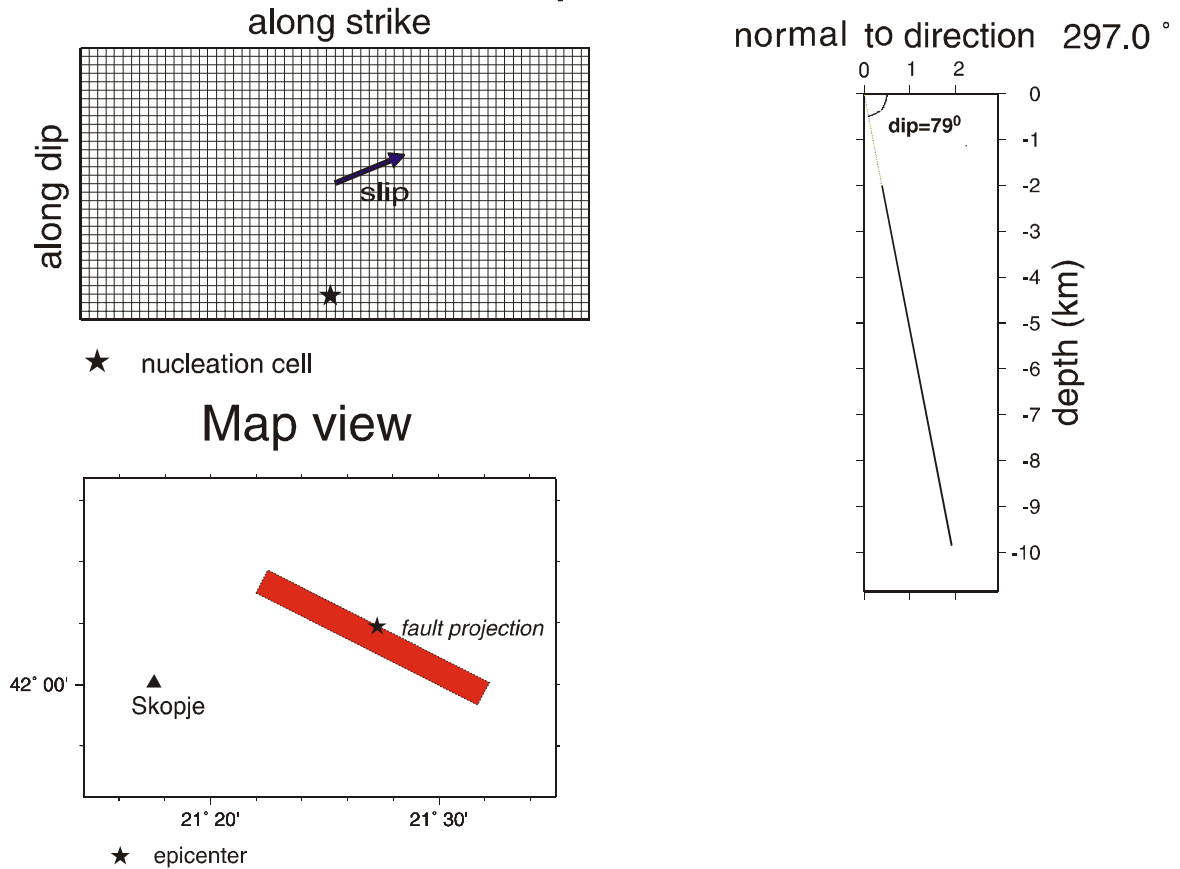 along strike
along dip
slip
★ nucleation cell
Map view
fault projection
42° 00'
Skopje
21° 20'
21° 30'
★ epicenter
normal to direction 297.0 °
0 1 2
dip=79⁰
0
-1
-2
-3
-4
-5
-6
-7
-8
-9
-10
depth (km)